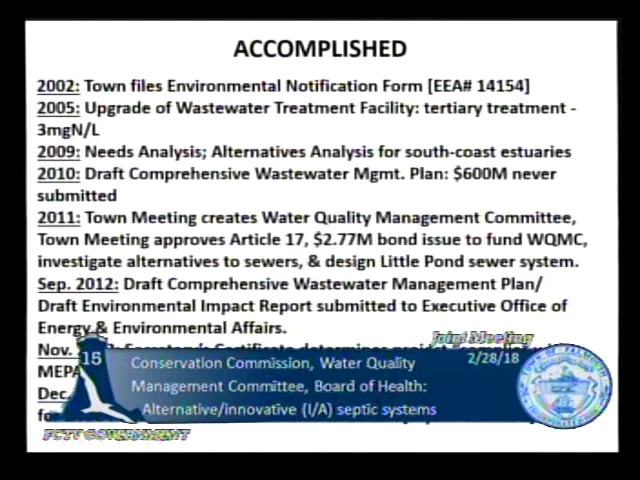 ACCOMPLISHED
2002: Town files Environmental Notification Form [EEA# 14154]
2005: Upgrade of Wastewater Treatment Facility: tertiary treatment -
3mgN/L
2009: Needs Analysis; Alternatives Analysis for south-coast estuaries
2010: Draft Comprehensive Wastewater Mgmt. Plan: $600M never
submitted
2011: Town Meeting creates Water Quality Management Committee,
Town Meeting approves Article 17, $2.77M bond issue to fund WQMC,
investigate alternatives to sewers, & design Little Pond sewer system.
Sep. 2012: Draft Comprehensive Wastewater Management Plan/
Draft Environmental Impact Report submitted to Executive Office of
Energy & Environmental Affairs.
Joint Meeting
Nov.
15
Conservation Commission, Water Quality
2/28/18
MEPA
Management Committee, Board of Health:
Dec.
Alternative/innovative (I/A) septic systems
FCTV GOVERNMENT